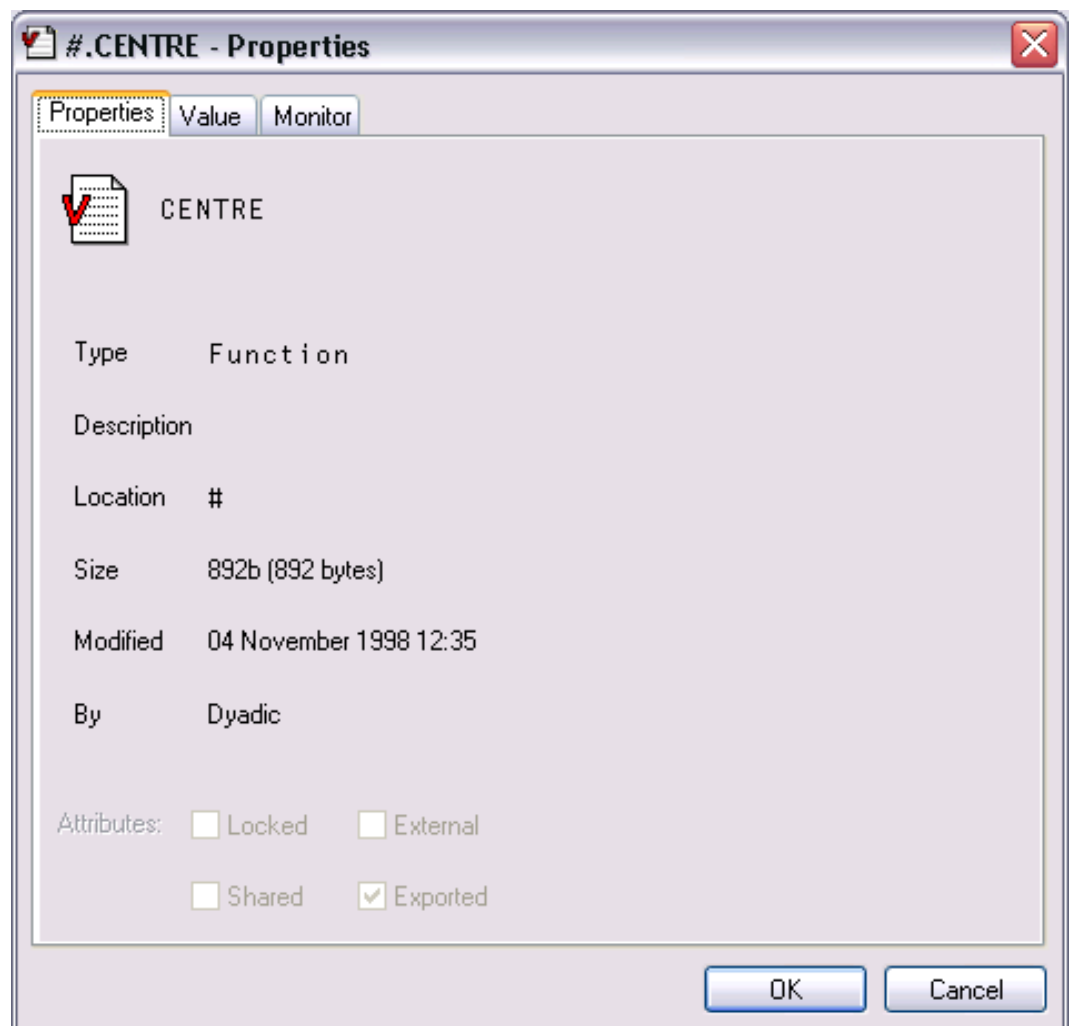 #.CENTRE - Properties
Properties Value Monitor
CENTRE
Type Function
Description
Location #
Size 892b (892 bytes)
Modified 04 November 1998 12:35
By Dyadic
Attributes: Locked External
Shared Exported
OK Cancel